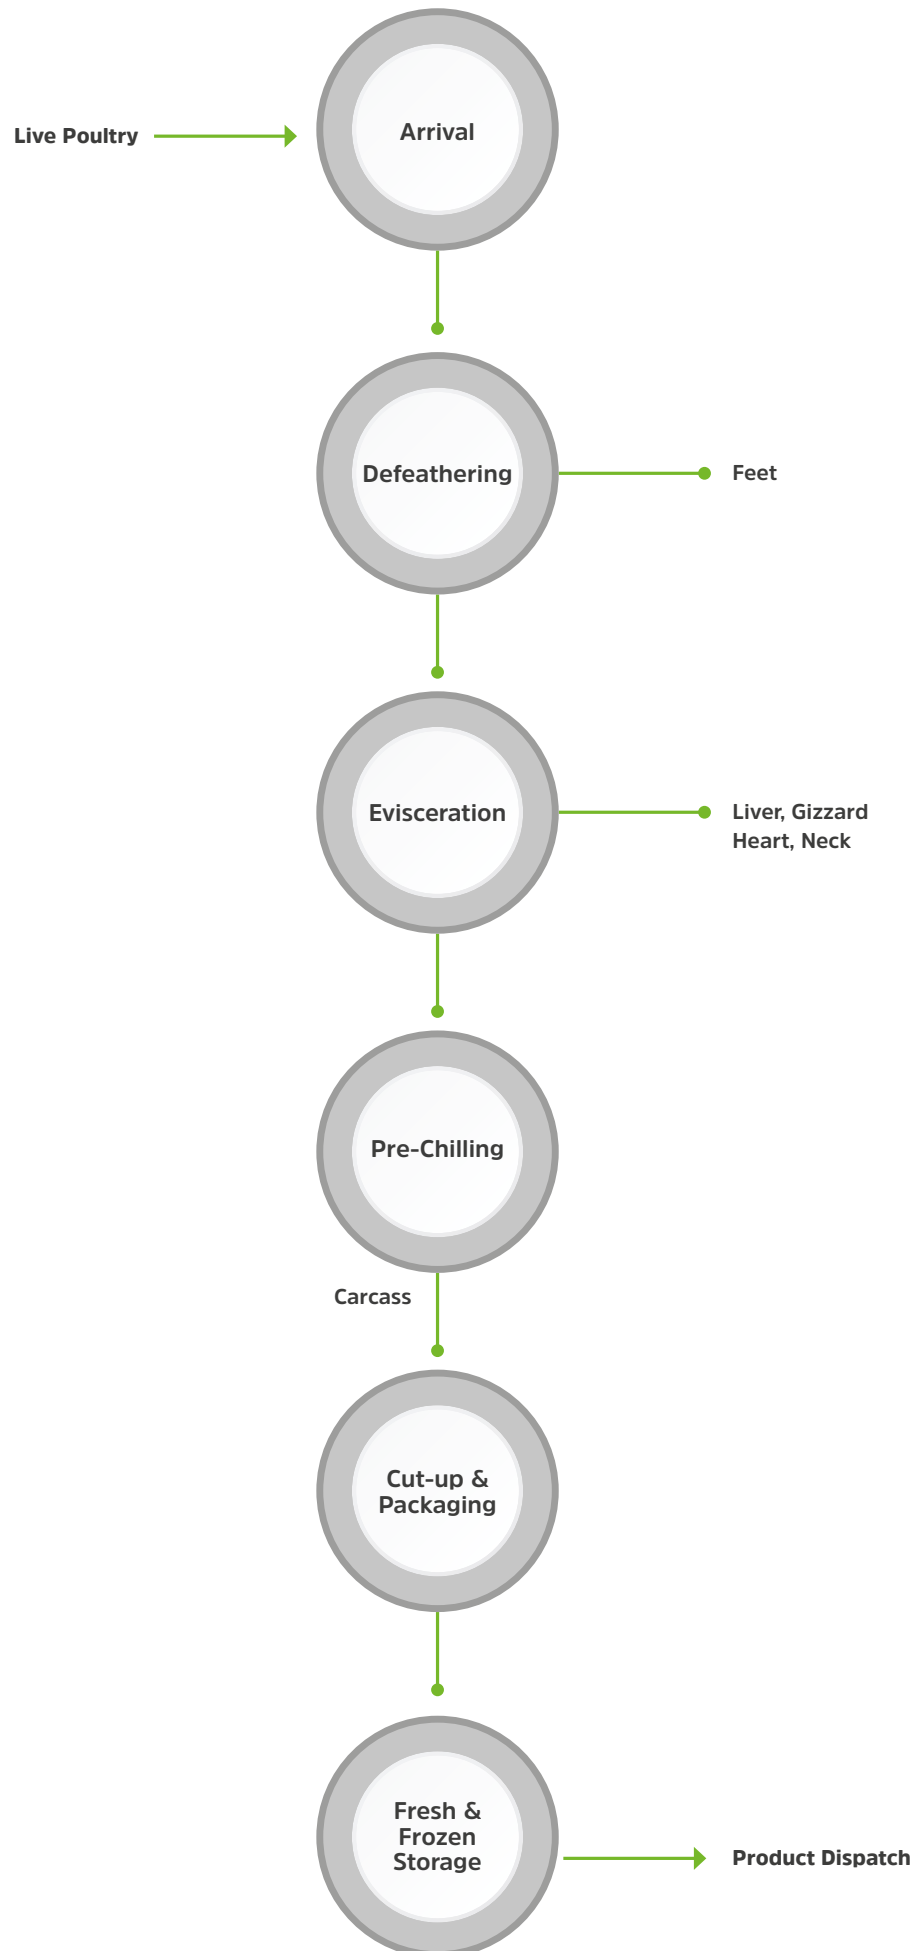 Arrival
Live Poultry
Defeathering
Feet
Evisceration
Liver, Gizzard
Heart, Neck
Pre-Chilling
Carcass
Cut-up &
Packaging
Fresh &
Frozen
Storage
Product Dispatch